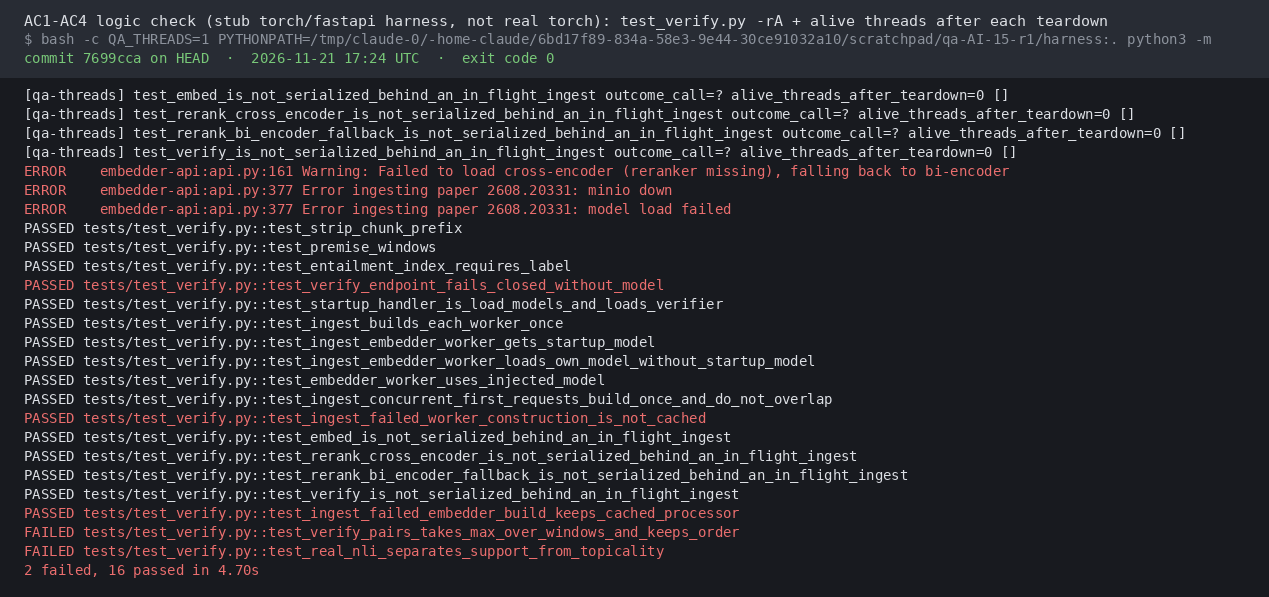 AC1-AC4 logic check (stub torch/fastapi harness, not real torch): test_verify.py -rA + alive threads after each teardown
$ bash -c QA_THREADS=1 PYTHONPATH=/tmp/claude-0/-home-claude/6bd17f89-834a-58e3-9e44-30ce91032a10/scratchpad/qa-AI-15-r1/harness:. python3 -m
commit 7699cca on HEAD · 2026-11-21 17:24 UTC · exit code 0
[qa-threads] test_embed_is_not_serialized_behind_an_in_flight_ingest outcome_call=? alive_threads_after_teardown=0 []
[qa-threads] test_rerank_cross_encoder_is_not_serialized_behind_an_in_flight_ingest outcome_call=? alive_threads_after_teardown=0 []
[qa-threads] test_rerank_bi_encoder_fallback_is_not_serialized_behind_an_in_flight_ingest outcome_call=? alive_threads_after_teardown=0 []
[qa-threads] test_verify_is_not_serialized_behind_an_in_flight_ingest outcome_call=? alive_threads_after_teardown=0 []
ERROR    embedder-api:api.py:161 Warning: Failed to load cross-encoder (reranker missing), falling back to bi-encoder
ERROR    embedder-api:api.py:377 Error ingesting paper 2608.20331: minio down
ERROR    embedder-api:api.py:377 Error ingesting paper 2608.20331: model load failed
PASSED tests/test_verify.py::test_strip_chunk_prefix
PASSED tests/test_verify.py::test_premise_windows
PASSED tests/test_verify.py::test_entailment_index_requires_label
PASSED tests/test_verify.py::test_verify_endpoint_fails_closed_without_model
PASSED tests/test_verify.py::test_startup_handler_is_load_models_and_loads_verifier
PASSED tests/test_verify.py::test_ingest_builds_each_worker_once
PASSED tests/test_verify.py::test_ingest_embedder_worker_gets_startup_model
PASSED tests/test_verify.py::test_ingest_embedder_worker_loads_own_model_without_startup_model
PASSED tests/test_verify.py::test_embedder_worker_uses_injected_model
PASSED tests/test_verify.py::test_ingest_concurrent_first_requests_build_once_and_do_not_overlap
PASSED tests/test_verify.py::test_ingest_failed_worker_construction_is_not_cached
PASSED tests/test_verify.py::test_embed_is_not_serialized_behind_an_in_flight_ingest
PASSED tests/test_verify.py::test_rerank_cross_encoder_is_not_serialized_behind_an_in_flight_ingest
PASSED tests/test_verify.py::test_rerank_bi_encoder_fallback_is_not_serialized_behind_an_in_flight_ingest
PASSED tests/test_verify.py::test_verify_is_not_serialized_behind_an_in_flight_ingest
PASSED tests/test_verify.py::test_ingest_failed_embedder_build_keeps_cached_processor
FAILED tests/test_verify.py::test_verify_pairs_takes_max_over_windows_and_keeps_order
FAILED tests/test_verify.py::test_real_nli_separates_support_from_topicality
2 failed, 16 passed in 4.70s